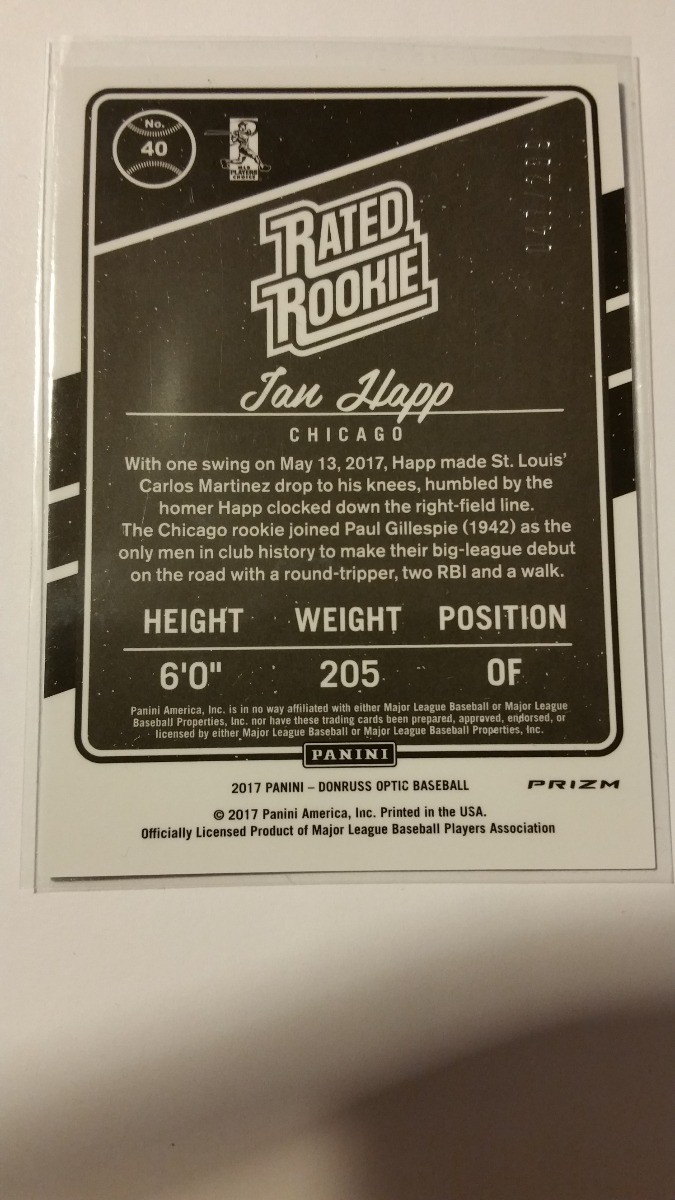 No.
40
MLB
PLAYERS
CHOICE
RATED
ROOKIE
Ian Happ
CHICAGO
With one swing on May 13, 2017, Happ made St. Louis'
Carlos Martinez drop to his knees, humbled by the
homer Happ clocked down the right-field line.
The Chicago rookie joined Paul Gillespie (1942) as the
only men in club history to make their big-league debut
on the road with a round-tripper, two RBI and a walk.
HEIGHT WEIGHT POSITION
6'0" 205 OF
Panini America, Inc. is in no way affiliated with either Major League Baseball or Major League
Baseball Properties, Inc. nor have these trading cards been prepared, approved, endorsed, or
licensed by either Major League Baseball or Major League Baseball Properties, Inc.
PANINI
2017 PANINI – DONRUSS OPTIC BASEBALL
PRIZM
© 2017 Panini America, Inc. Printed in the USA.
Officially Licensed Product of Major League Baseball Players Association